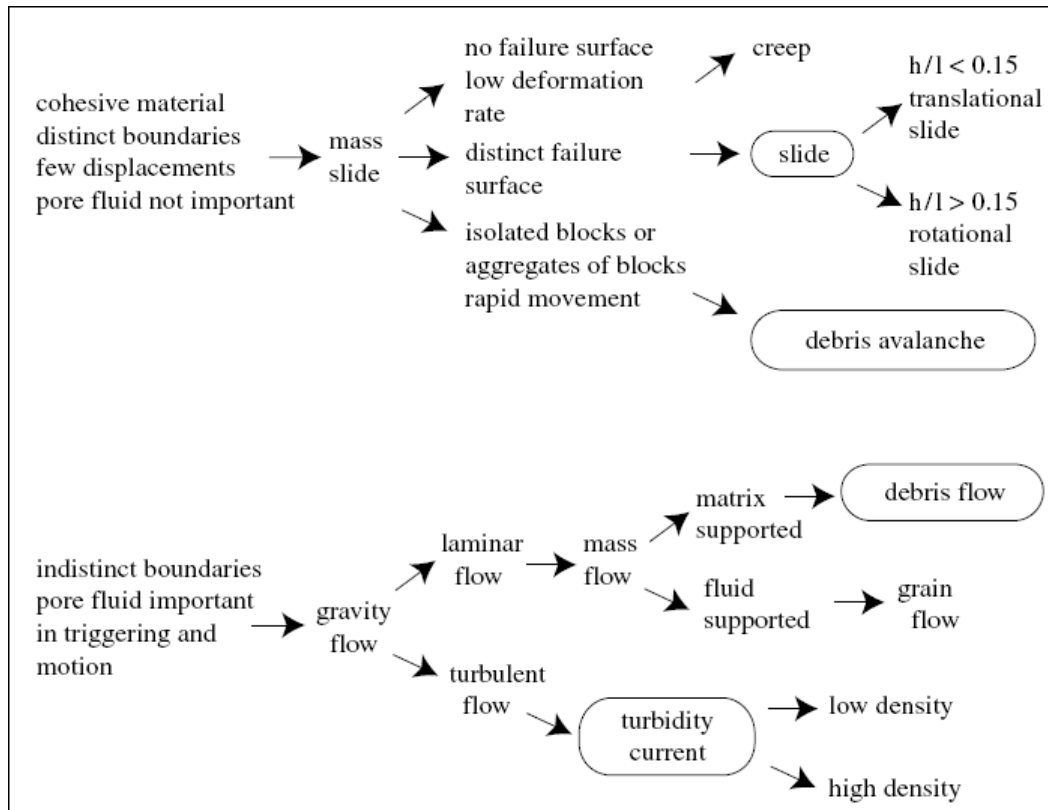 no failure surface
low deformation
rate
creep
h/l < 0.15
translational
slide
cohesive material
distinct boundaries
few displacements
pore fluid not important
mass
slide
distinct failure
surface
slide
h/l > 0.15
rotational
slide
isolated blocks or
aggregates of blocks
rapid movement
debris avalanche
indistinct boundaries
pore fluid important
in triggering and
motion
gravity
flow
laminar
flow
mass
flow
matrix
supported
debris flow
fluid
supported
grain
flow
turbulent
flow
turbidity
current
low density
high density